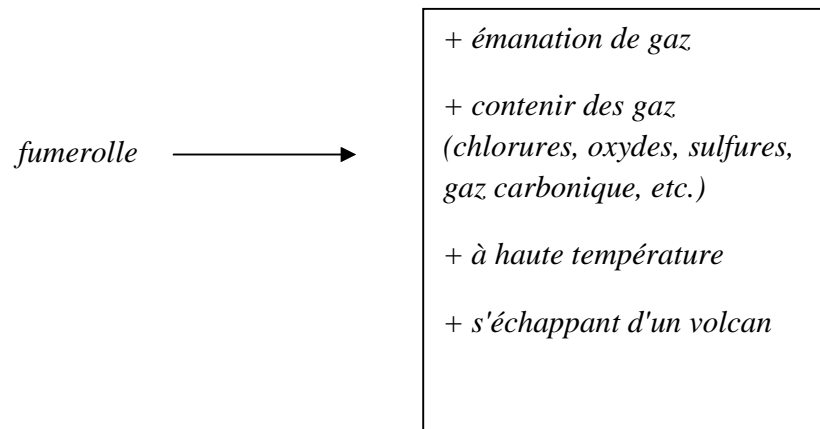 + émanation de gaz
+ contenir des gaz
(chlorures, oxydes, sulfures,
gaz carbonique, etc.)
fumerolle
+ à haute température
+ s'échappant d'un volcan